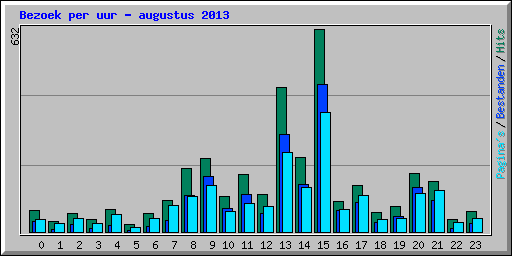 Bezoek per uur - augustus 2013
632
Pagina's / Bestanden / Hits
0 1 2 3 4 5 6 7 8 9 10 11 12 13 14 15 16 17 18 19 20 21 22 23